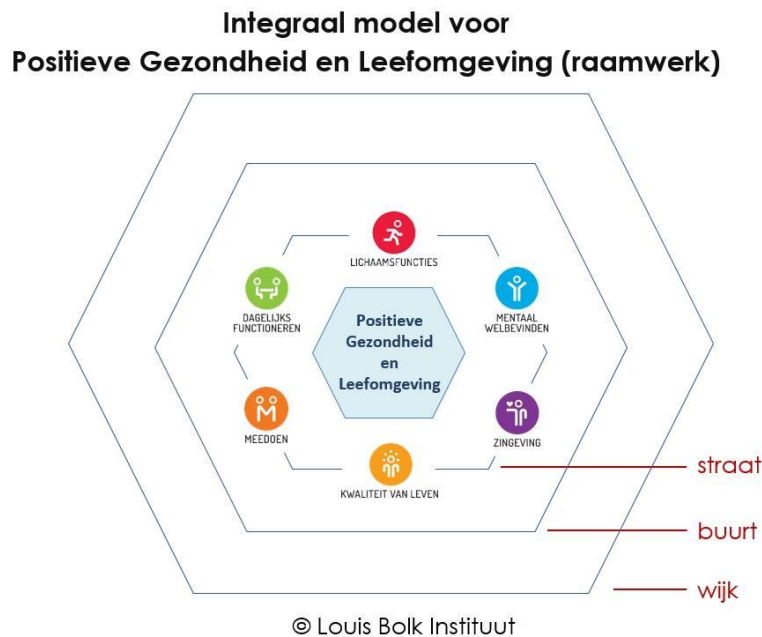 Integraal model voor
Positieve Gezondheid en Leefomgeving (raamwerk)
LICHAAMSFUNCTIES
MENTAAL
WELBEVINDEN
ZINGEVING
KWALITEIT VAN LEVEN
MEEDOEN
DAGELIJKS
FUNCTIONEREN
Positieve
Gezondheid
en
Leefomgeving
straat
buurt
wijk
© Louis Bolk Instituut